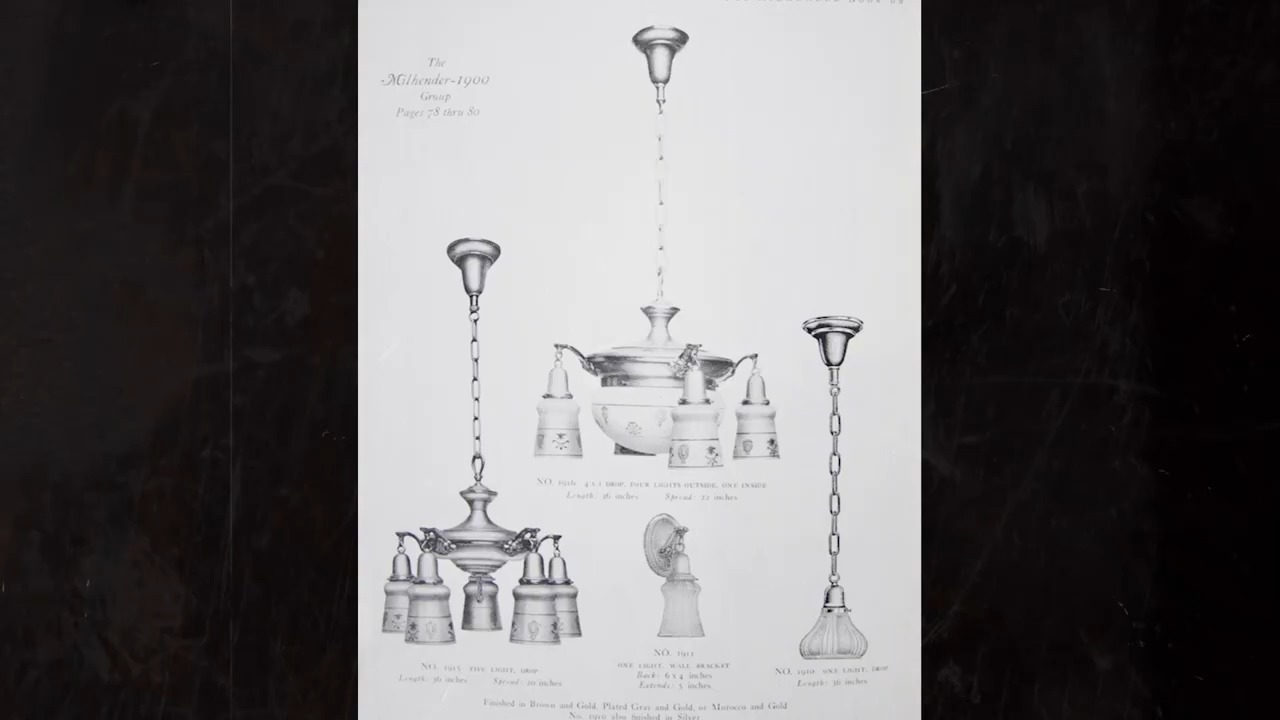 The
Milhender-1900
Group
Pages 78 thru 80
NO. 1916 4 x 1 DROP, FOUR LIGHTS OUTSIDE, ONE INSIDE
Length: 36 inches Spread: 22 inches
NO. 1915 FIVE LIGHT, DROP
Length: 36 inches Spread: 20 inches
NO. 1911
ONE LIGHT, WALL BRACKET
Back: 6 x 4 inches
Extends: 5 inches
NO. 1910 ONE LIGHT, DROP
Length: 36 inches
Finished in Brown and Gold, Plated Gray and Gold, or Morocco and Gold
No. 1910 also finished in Silver